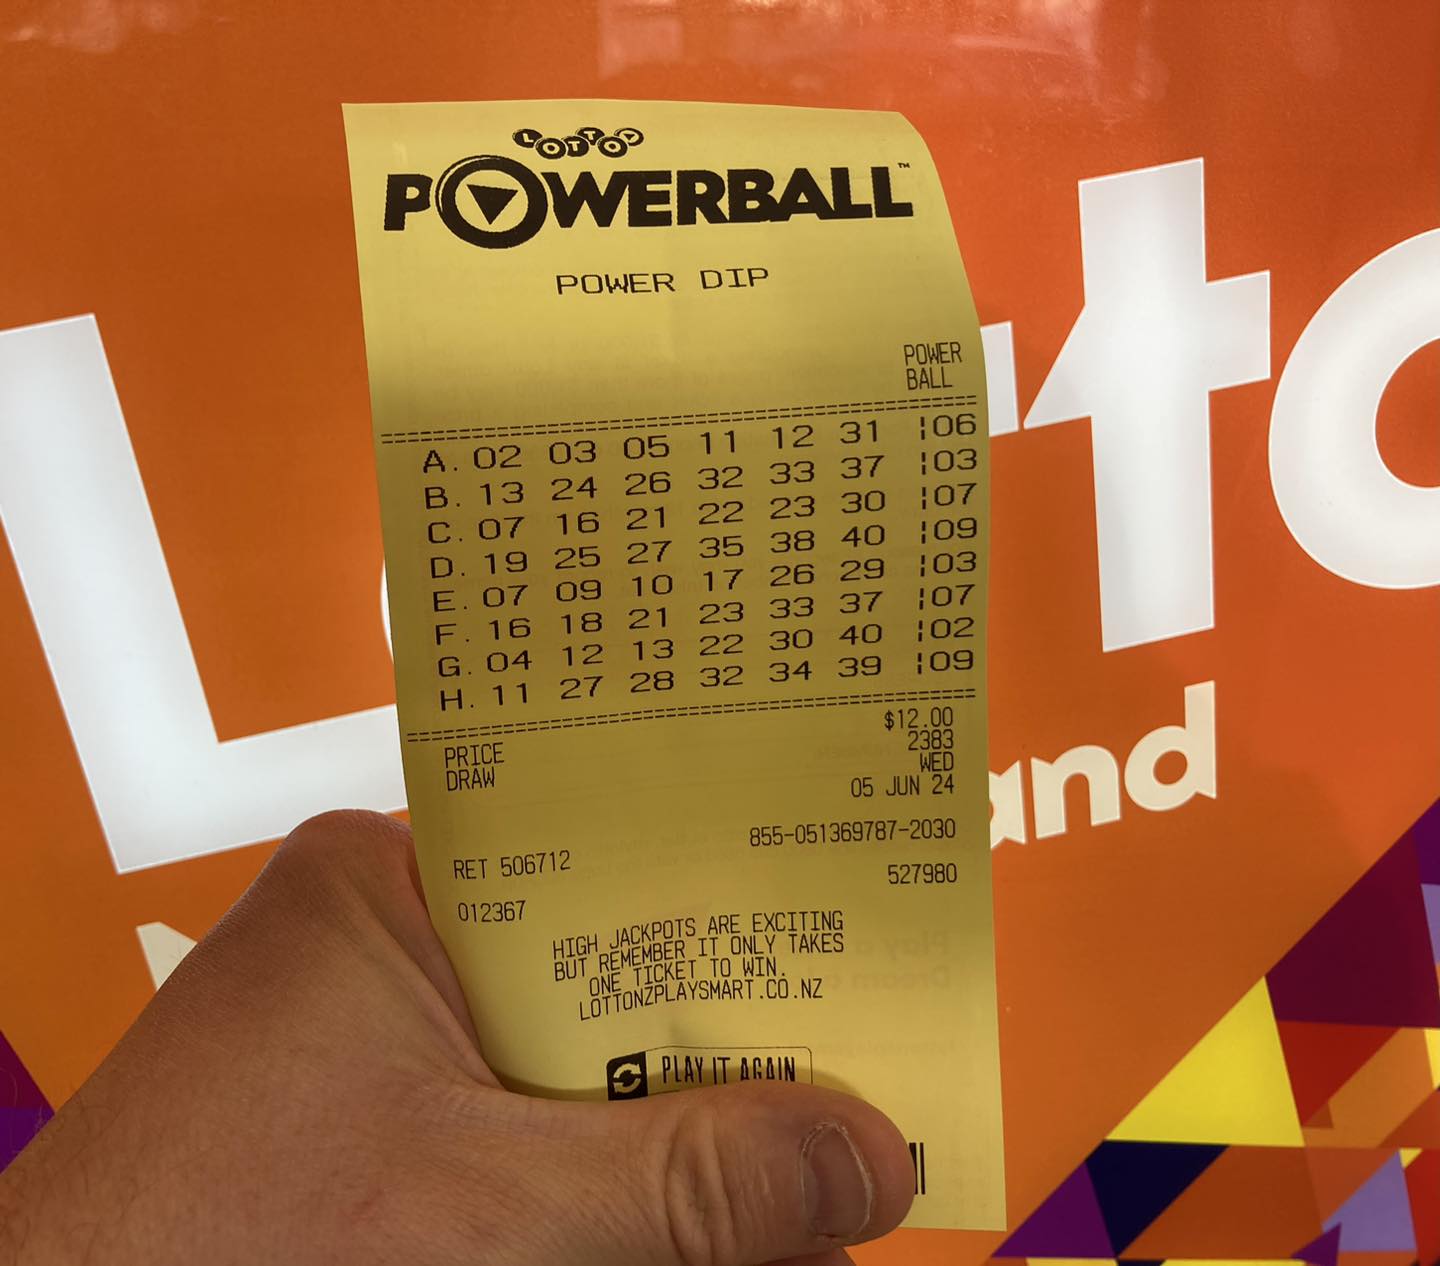 LOTTO
POWERBALL™
POWER DIP
POWER
BALL
A. 02 03 05 11 12 31 ¦06
B. 13 24 26 32 33 37 ¦03
C. 07 16 21 22 23 30 ¦07
D. 19 25 27 35 38 40 ¦09
E. 07 09 10 17 26 29 ¦03
F. 16 18 21 23 33 37 ¦07
G. 04 12 13 22 30 40 ¦02
H. 11 27 28 32 34 39 ¦09
PRICE $12.00
DRAW 2383
WED
05 JUN 24
RET 506712 855-051369787-2030
012367 527980
HIGH JACKPOTS ARE EXCITING
BUT REMEMBER IT ONLY TAKES
ONE TICKET TO WIN.
LOTTONZPLAYSMART.CO.NZ
PLAY IT AGAIN